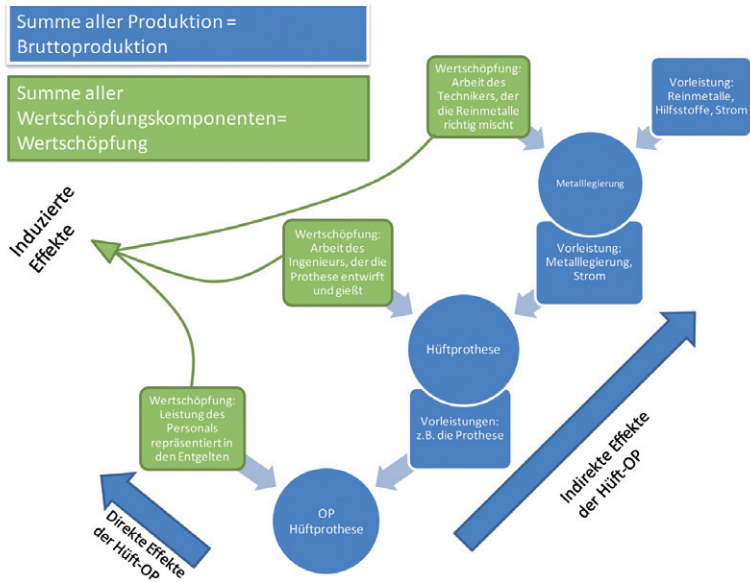 Summe aller Produktion =
Bruttoproduktion
Summe aller
Wertschöpfungskomponenten=
Wertschöpfung
Wertschöpfung:
Arbeit des
Technikers, der
die Reinmetalle
richtig mischt
Vorleistung:
Reinmetalle,
Hilfsstoffe, Strom
Metalllegierung
Induzierte
Effekte
Wertschöpfung:
Arbeit des
Ingenieurs, der die
Prothese entwirft
und gießt
Vorleistung:
Metalllegierung,
Strom
Hüftprothese
Wertschöpfung:
Leistung des
Personals
repräsentiert in
den Entgelten
Vorleistungen:
z.B. die Prothese
OP
Hüftprothese
Direkte Effekte
der Hüft-OP
Indirekte Effekte
der Hüft-OP